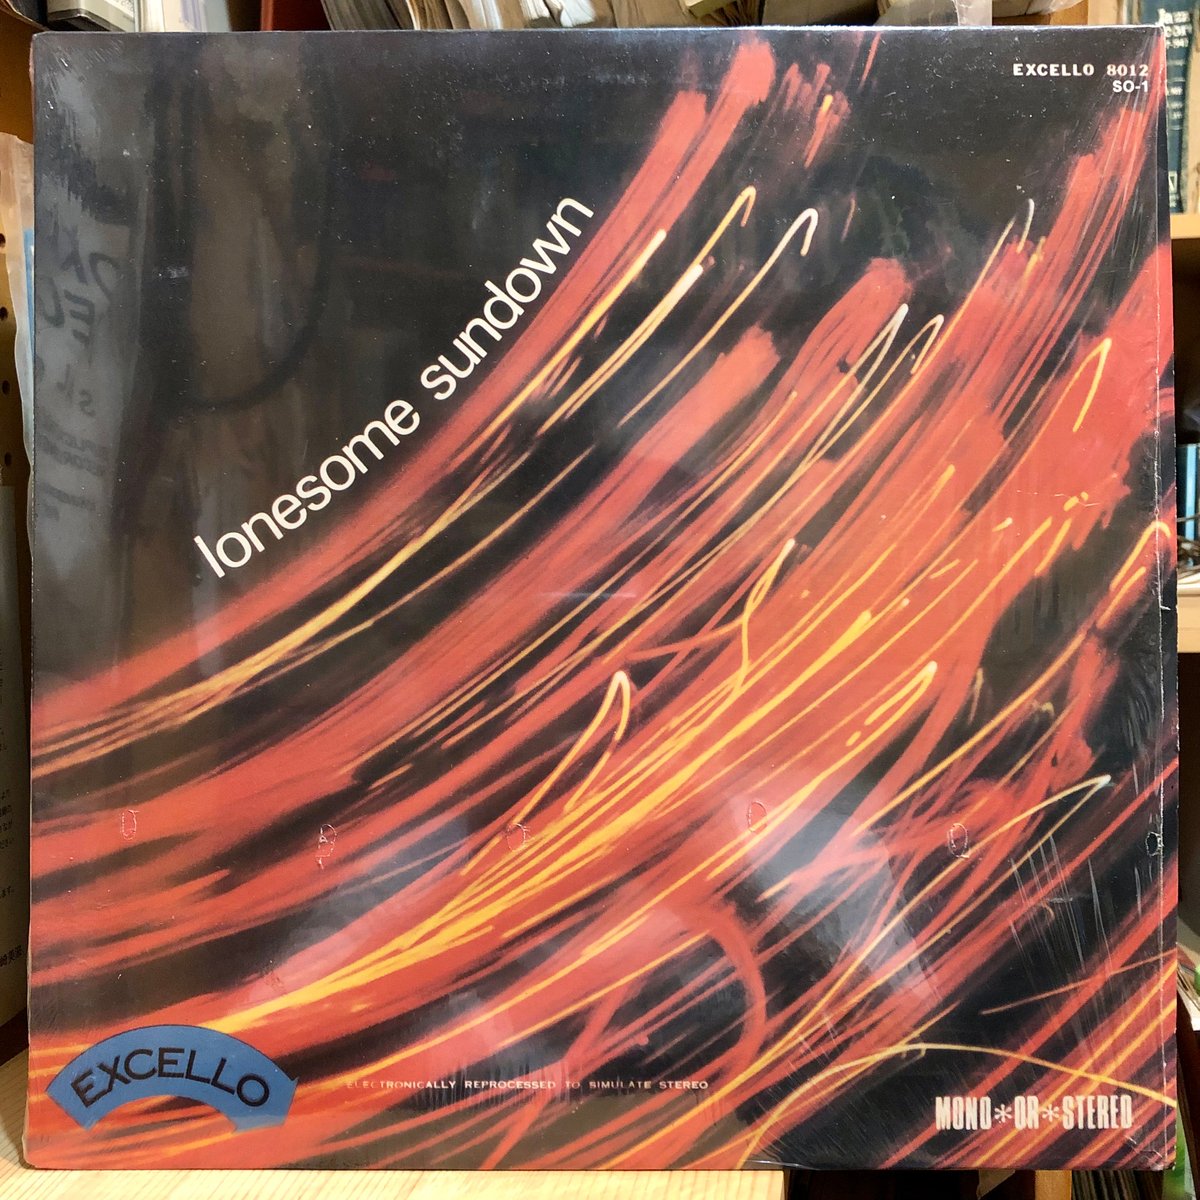 EXCELLO 8012
SO-1
lonesome sundown
EXCELLO
ELECTRONICALLY REPROCESSED TO SIMULATE STEREO
MONO*OR*STEREO